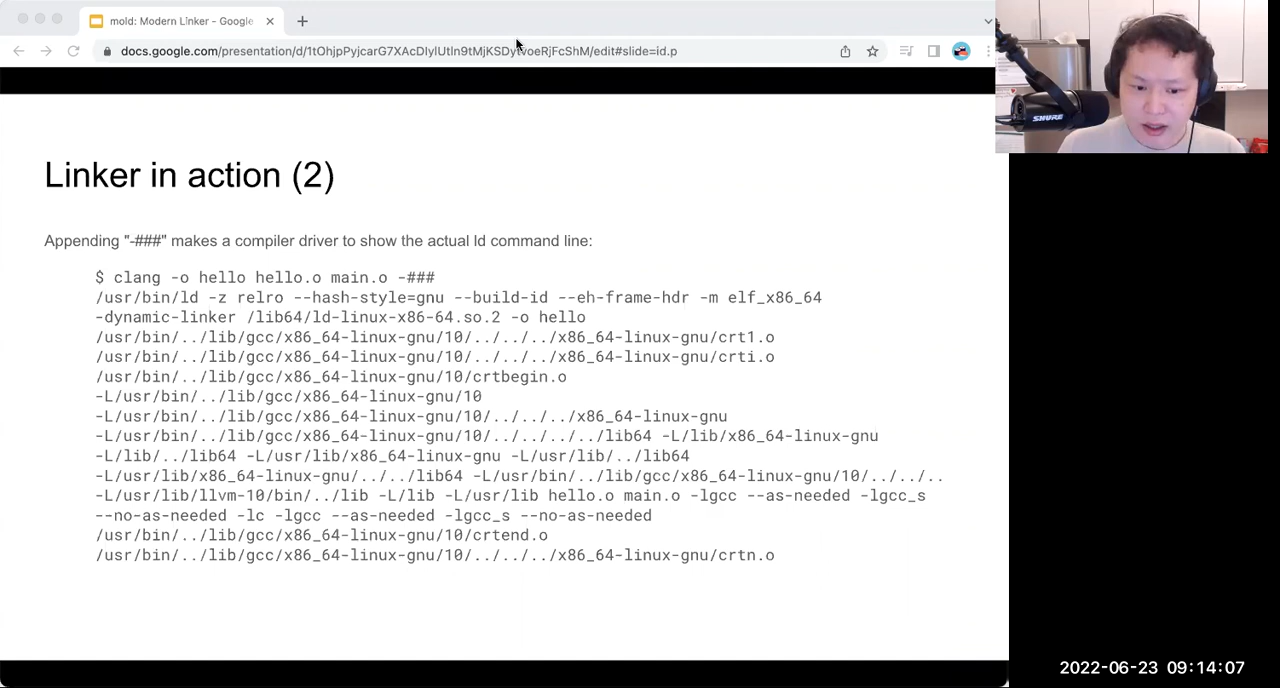 mold: Modern Linker - Google
docs.google.com/presentation/d/1tOhjpPyjcarG7XAcDIylUtln9tMjKSDytvoeRjFcShM/edit#slide=id.p
SHURE
Linker in action (2)
Appending "-###" makes a compiler driver to show the actual ld command line:
$ clang -o hello hello.o main.o -###
/usr/bin/ld -z relro --hash-style=gnu --build-id --eh-frame-hdr -m elf_x86_64
-dynamic-linker /lib64/ld-linux-x86-64.so.2 -o hello
/usr/bin/../lib/gcc/x86_64-linux-gnu/10/../../../x86_64-linux-gnu/crt1.o
/usr/bin/../lib/gcc/x86_64-linux-gnu/10/../../../x86_64-linux-gnu/crti.o
/usr/bin/../lib/gcc/x86_64-linux-gnu/10/crtbegin.o
-L/usr/bin/../lib/gcc/x86_64-linux-gnu/10
-L/usr/bin/../lib/gcc/x86_64-linux-gnu/10/../../../x86_64-linux-gnu
-L/usr/bin/../lib/gcc/x86_64-linux-gnu/10/../../../../lib64 -L/lib/x86_64-linux-gnu
-L/lib/../lib64 -L/usr/lib/x86_64-linux-gnu -L/usr/lib/../lib64
-L/usr/lib/x86_64-linux-gnu/../../lib64 -L/usr/bin/../lib/gcc/x86_64-linux-gnu/10/../../..
-L/usr/lib/llvm-10/bin/../lib -L/lib -L/usr/lib hello.o main.o -lgcc --as-needed -lgcc_s
--no-as-needed -lc -lgcc --as-needed -lgcc_s --no-as-needed
/usr/bin/../lib/gcc/x86_64-linux-gnu/10/crtend.o
/usr/bin/../lib/gcc/x86_64-linux-gnu/10/../../../x86_64-linux-gnu/crtn.o
2022-06-23 09:14:07